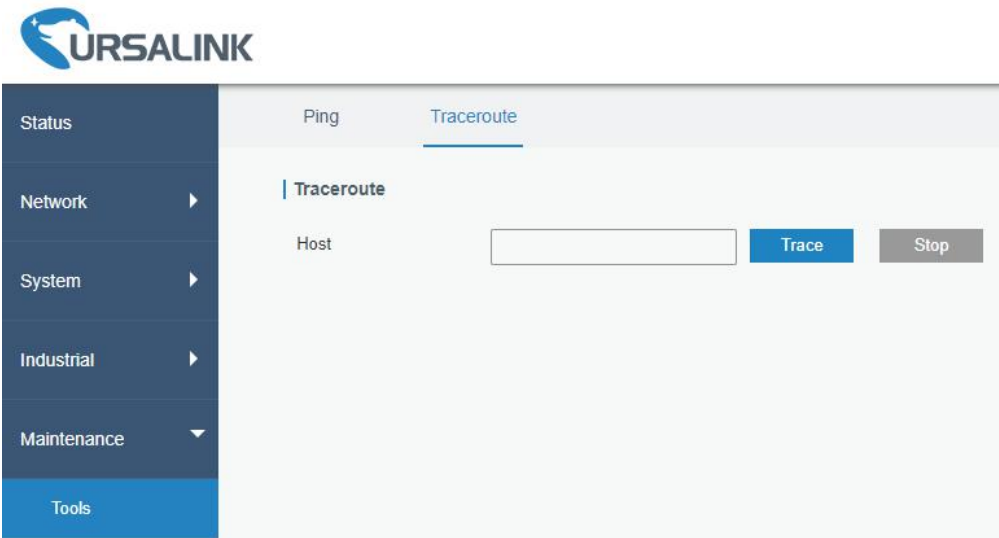 URSALINK
Status
Ping Traceroute
Network
Traceroute
Host Trace Stop
System
Industrial
Maintenance
Tools